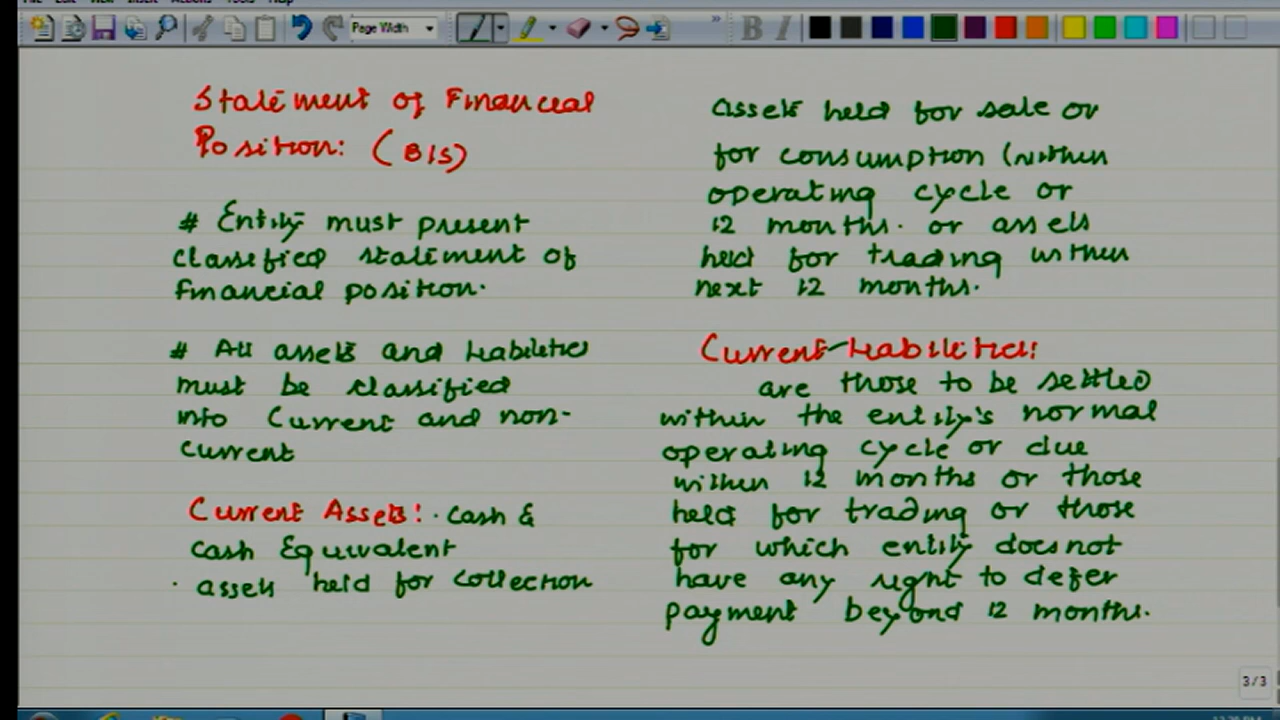 Page Width
Statement of Financial
Position: (B/S)
# Entity must present
classified statement of
financial position.
# All assets and liabilities
must be classified
into Current and non-
current
Current Assets: · Cash &
Cash Equivalent
· assets held for collection
assets held for sale or
for consumption (within
operating cycle or
12 months. or assets
held for trading within
next 12 months.
Current Liabilities:
are those to be settled
within the entity's normal
operating cycle or due
within 12 months or those
held for trading or those
for which entity does not
have any right to defer
payment beyond 12 months.
3/3